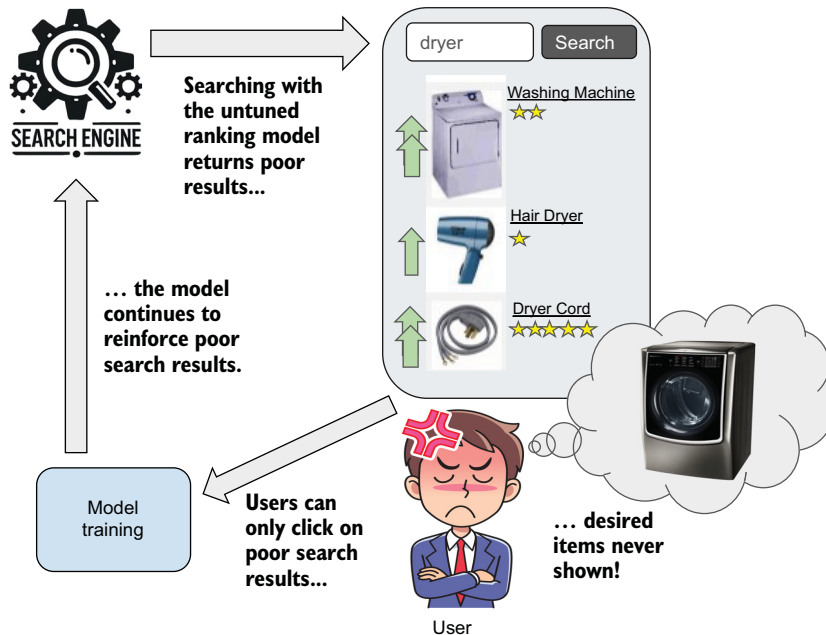 SEARCH ENGINE
Searching with
the untuned
ranking model
returns poor
results...
dryer
Search
Washing Machine
Hair Dryer
Dryer Cord
... the model
continues to
reinforce poor
search results.
Model
training
Users can
only click on
poor search
results...
... desired
items never
shown!
User